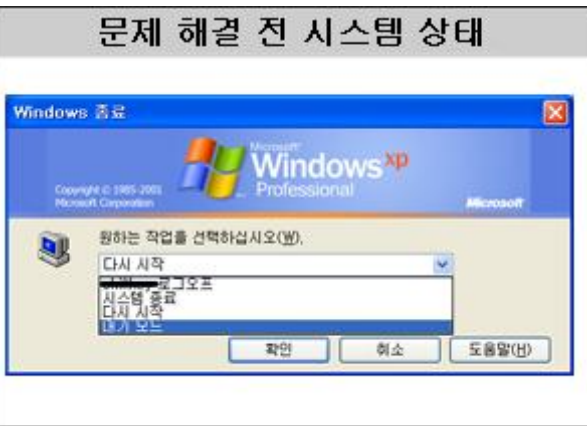 문제 해결 전 시스템 상태
Windows 종료
Microsoft
Windows xp
Professional
Copyright © 1985-2001
Microsoft Corporation
Microsoft
원하는 작업을 선택하십시오(W).
다시 시작
로그오프
시스템 종료
다시 시작
대기 모드
확인 취소 도움말(H)